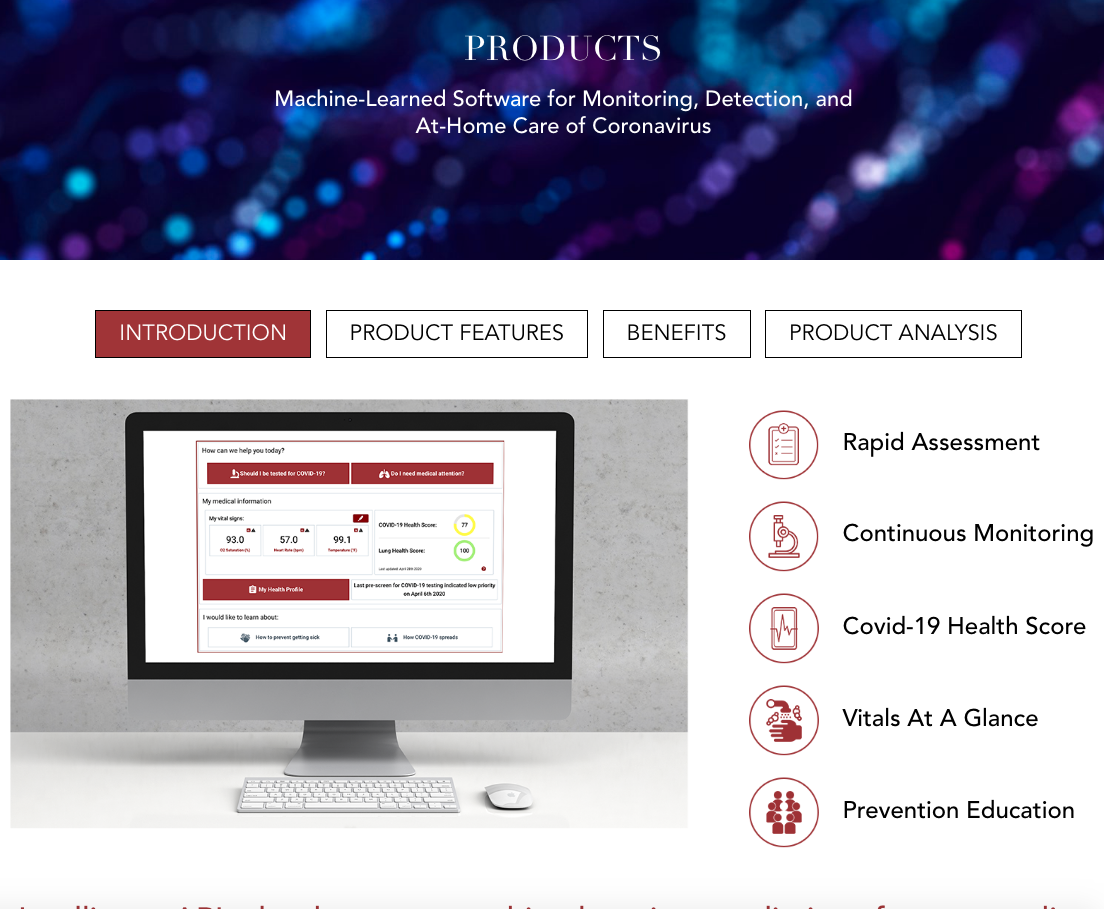 PRODUCTS
Machine-Learned Software for Monitoring, Detection, and
At-Home Care of Coronavirus
INTRODUCTION
PRODUCT FEATURES
BENEFITS
PRODUCT ANALYSIS
How can we help you today?
Should I be tested for COVID-19?
Do I need medical attention?
My medical information
My vital signs:
93.0
O2 Saturation (%)
57.0
Heart Rate (bpm)
99.1
Temperature (°F)
COVID-19 Health Score:
77
Lung Health Score:
100
Last updated: April 28th 2020
My Health Profile
Last pre-screen for COVID-19 testing indicated low priority
on April 6th 2020
I would like to learn about:
How to prevent getting sick
How COVID-19 spreads
Rapid Assessment
Continuous Monitoring
Covid-19 Health Score
Vitals At A Glance
Prevention Education